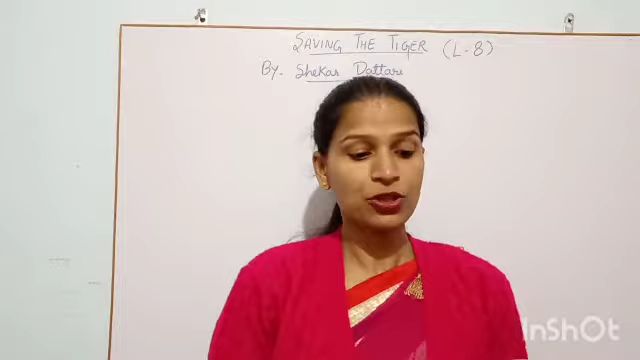 SAVING THE TIGER (L-8)
By- Shekar Dattari
InShOt